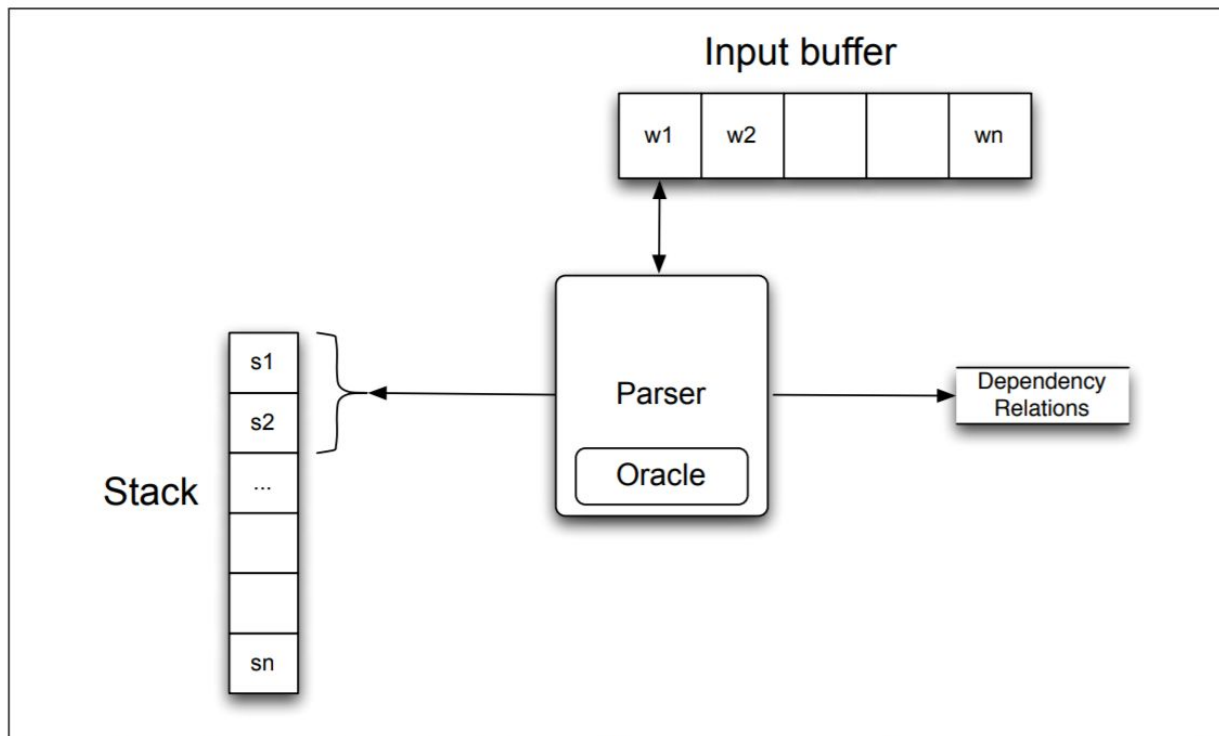 Input buffer
w1 w2 wn
s1
s2
...
sn
Stack
Parser
Oracle
Dependency
Relations